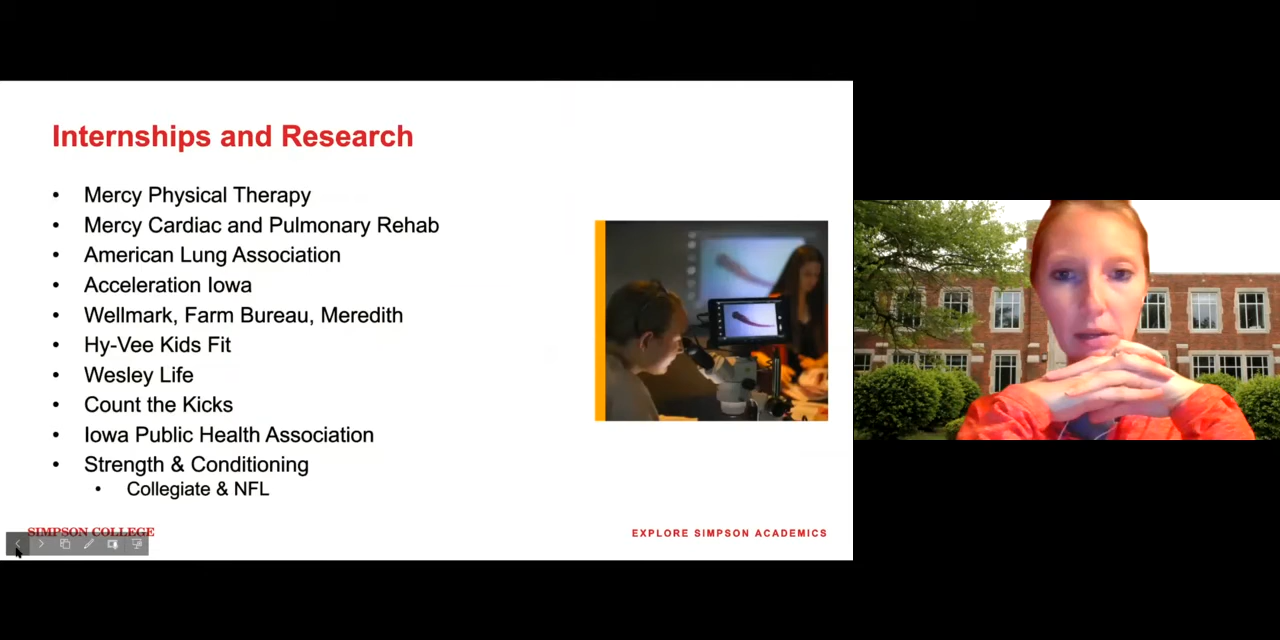 Internships and Research
• Mercy Physical Therapy
• Mercy Cardiac and Pulmonary Rehab
• American Lung Association
• Acceleration Iowa
• Wellmark, Farm Bureau, Meredith
• Hy-Vee Kids Fit
• Wesley Life
• Count the Kicks
• Iowa Public Health Association
• Strength & Conditioning
• Collegiate & NFL
SIMPSON COLLEGE
EXPLORE SIMPSON ACADEMICS